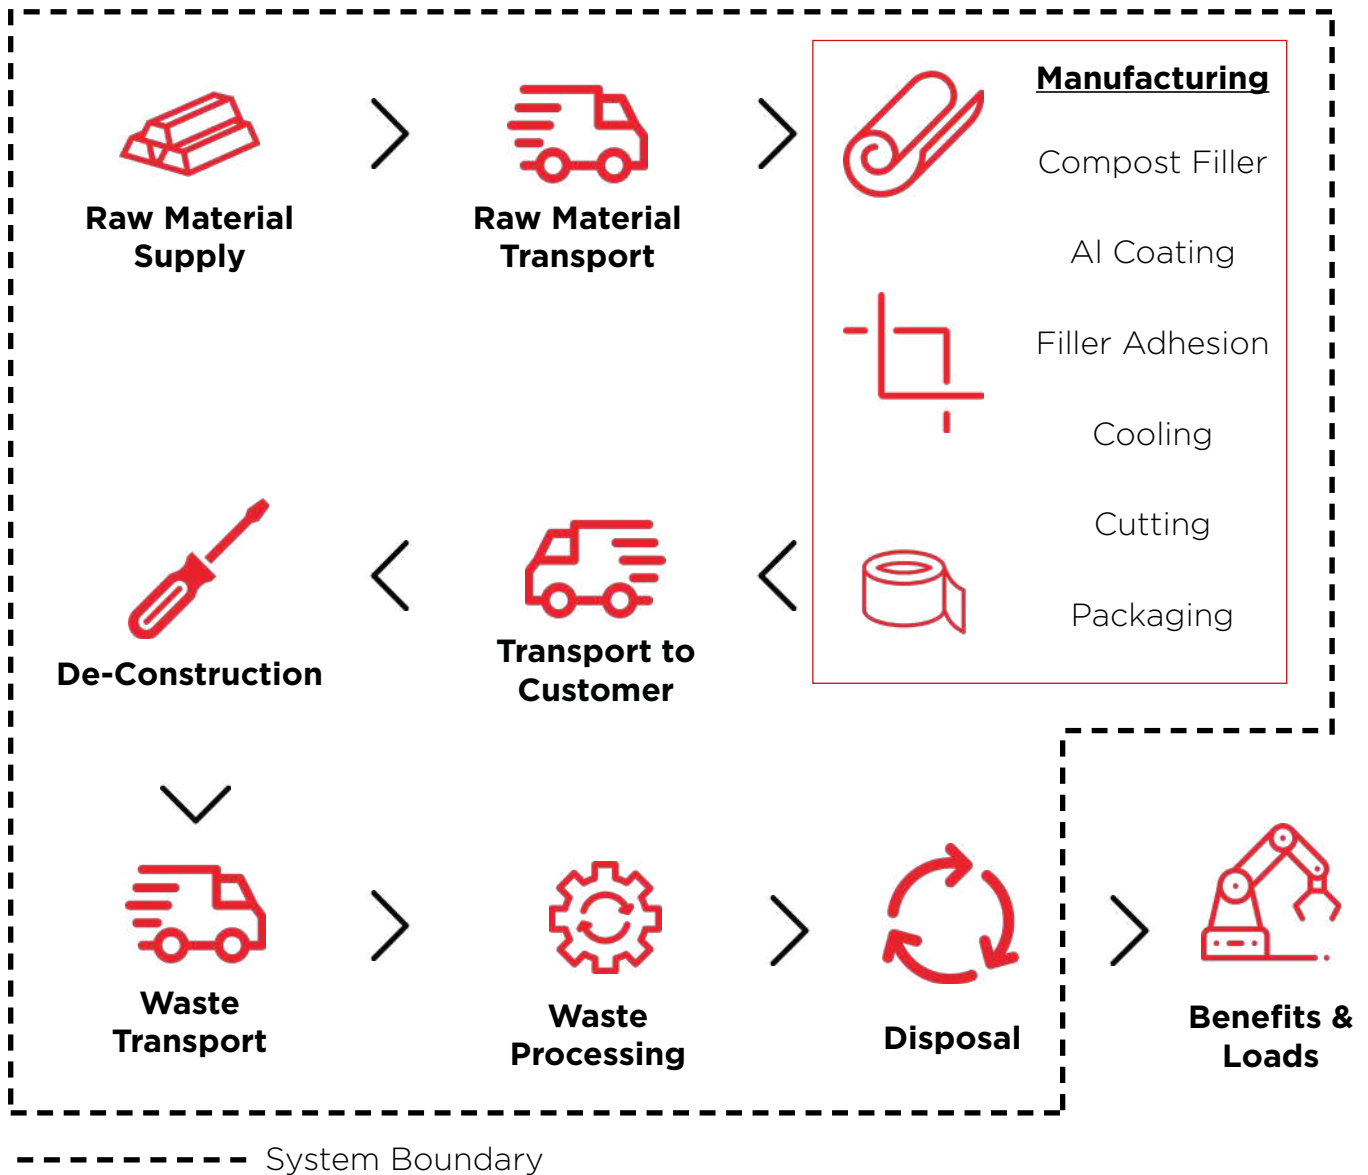 Manufacturing
Raw Material
Supply
Raw Material
Transport
Compost Filler
Al Coating
Filler Adhesion
Cooling
Cutting
Packaging
De-Construction
Transport to
Customer
Waste
Transport
Waste
Processing
Disposal
Benefits &
Loads
System Boundary